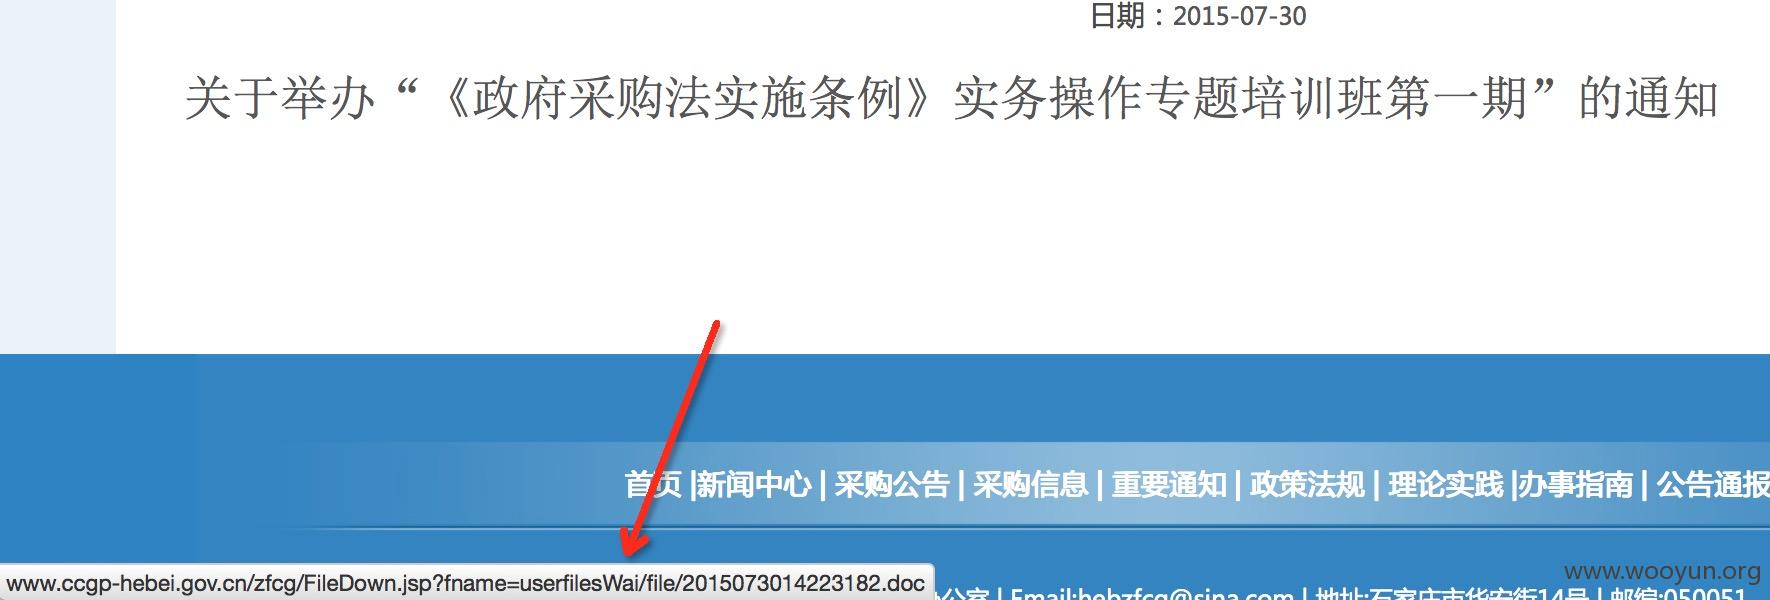 日期：2015-07-30
关于举办“《政府采购法实施条例》实务操作专题培训班第一期”的通知
首页 |新闻中心 | 采购公告 | 采购信息 | 重要通知 | 政策法规 | 理论实践 |办事指南 | 公告通报
www.wooyun.org
www.ccgp-hebei.gov.cn/zfcg/FileDown.jsp?fname=userfilesWai/file/2015073014223182.doc
办公室 | Email:hebzfcg@sina.com | 地址:石家庄市华安街14号 | 邮编:050051